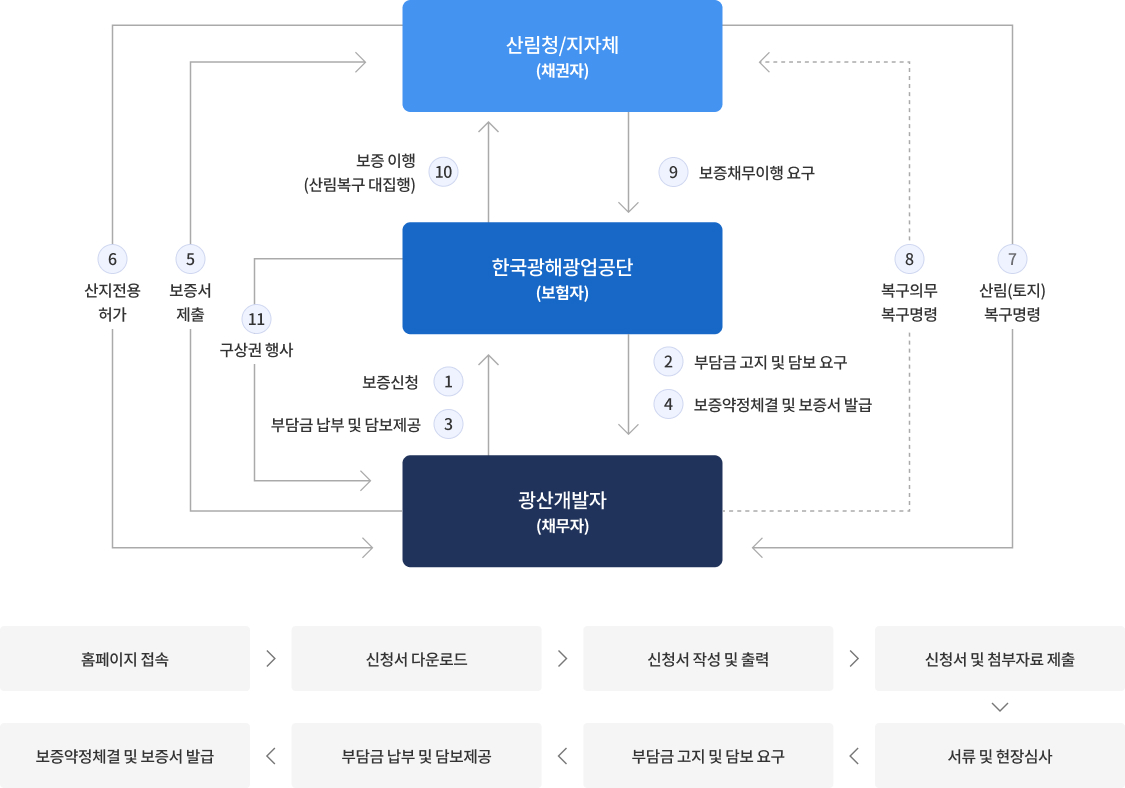 산림청/지자체
(채권자)
보증 이행
(산림복구 대집행)
10
9
보증채무이행 요구
6
산지전용
허가
5
보증서
제출
11
구상권 행사
한국광해광업공단
(보험자)
8
복구의무
복구명령
7
산림(토지)
복구명령
보증신청
1
부담금 납부 및 담보제공
3
2
부담금 고지 및 담보 요구
4
보증약정체결 및 보증서 발급
광산개발자
(채무자)
홈페이지 접속
신청서 다운로드
신청서 작성 및 출력
신청서 및 첨부자료 제출
보증약정체결 및 보증서 발급
부담금 납부 및 담보제공
부담금 고지 및 담보 요구
서류 및 현장심사